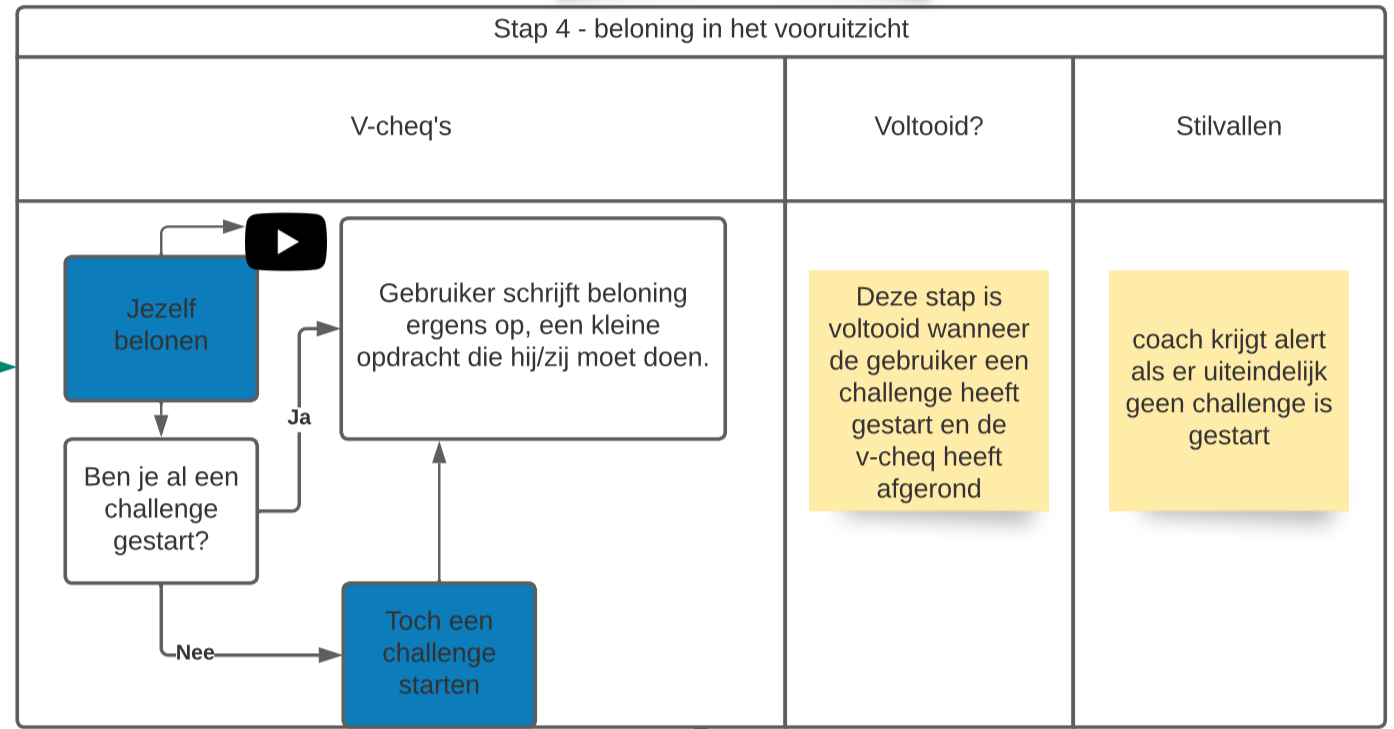 Stap 4 - beloning in het vooruitzicht
V-cheq's
Voltooid?
Stilvallen
Jezelf
belonen
Gebruiker schrijft beloning
ergens op, een kleine
opdracht die hij/zij moet doen.
Ja
Ben je al een
challenge
gestart?
Nee
Toch een
challenge
starten
Deze stap is
voltooid wanneer
de gebruiker een
challenge heeft
gestart en de
v-cheq heeft
afgerond
coach krijgt alert
als er uiteindelijk
geen challenge is
gestart